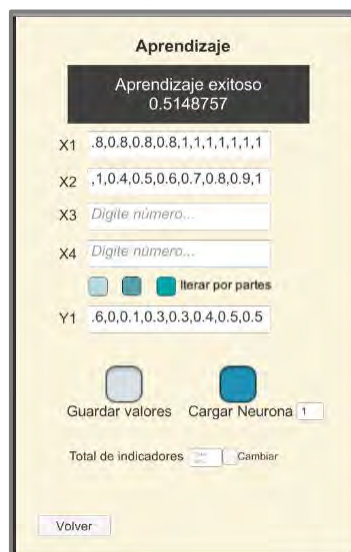 Aprendizaje
Aprendizaje exitoso
0.5148757
X1 .8,0.8,0.8,0.8,1,1,1,1,1,1,1
X2 ,1,0.4,0.5,0.6,0.7,0.8,0.9,1
X3 Digite número...
X4 Digite número...
Iterar por partes
Y1 .6,0,0.1,0.3,0.3,0.4,0.5,0.5
Guardar valores Cargar Neurona 1
Total de indicadores Cambiar
Volver